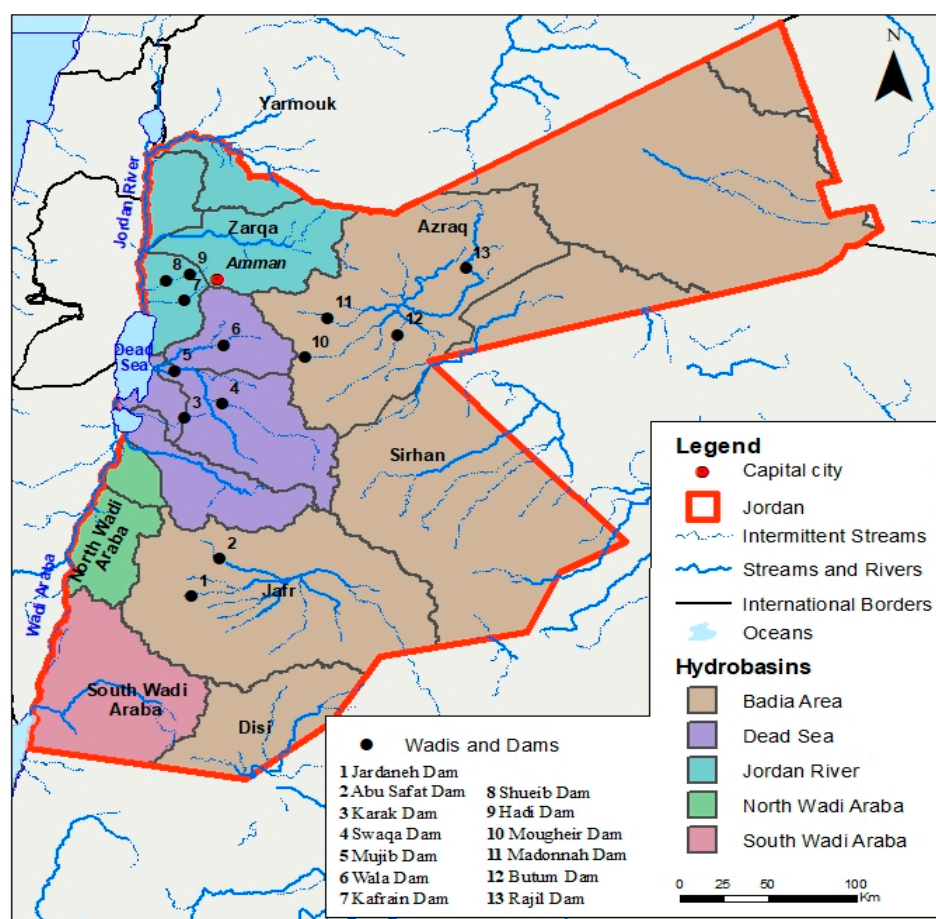 N
Yarmouk
Jordan River
Zarqa
Azraq
Amman
8
9
13
7
11
6
12
Dead
Sea
10
5
4
3
Sirhan
North Wadi
Araba
2
Wadi Araba
1
Jafr
South Wadi
Araba
Disi
Legend
Capital city
Jordan
Intermittent Streams
Streams and Rivers
International Borders
Oceans
Hydrobasins
Badia Area
Dead Sea
Jordan River
North Wadi Araba
South Wadi Araba
0 25 50 100
Km
Wadis and Dams
1 Jardaneh Dam
2 Abu Safat Dam
3 Karak Dam
4 Swaqa Dam
5 Mujib Dam
6 Wala Dam
7 Kafrain Dam
8 Shueib Dam
9 Hadi Dam
10 Mougheir Dam
11 Madonnah Dam
12 Butum Dam
13 Rajil Dam